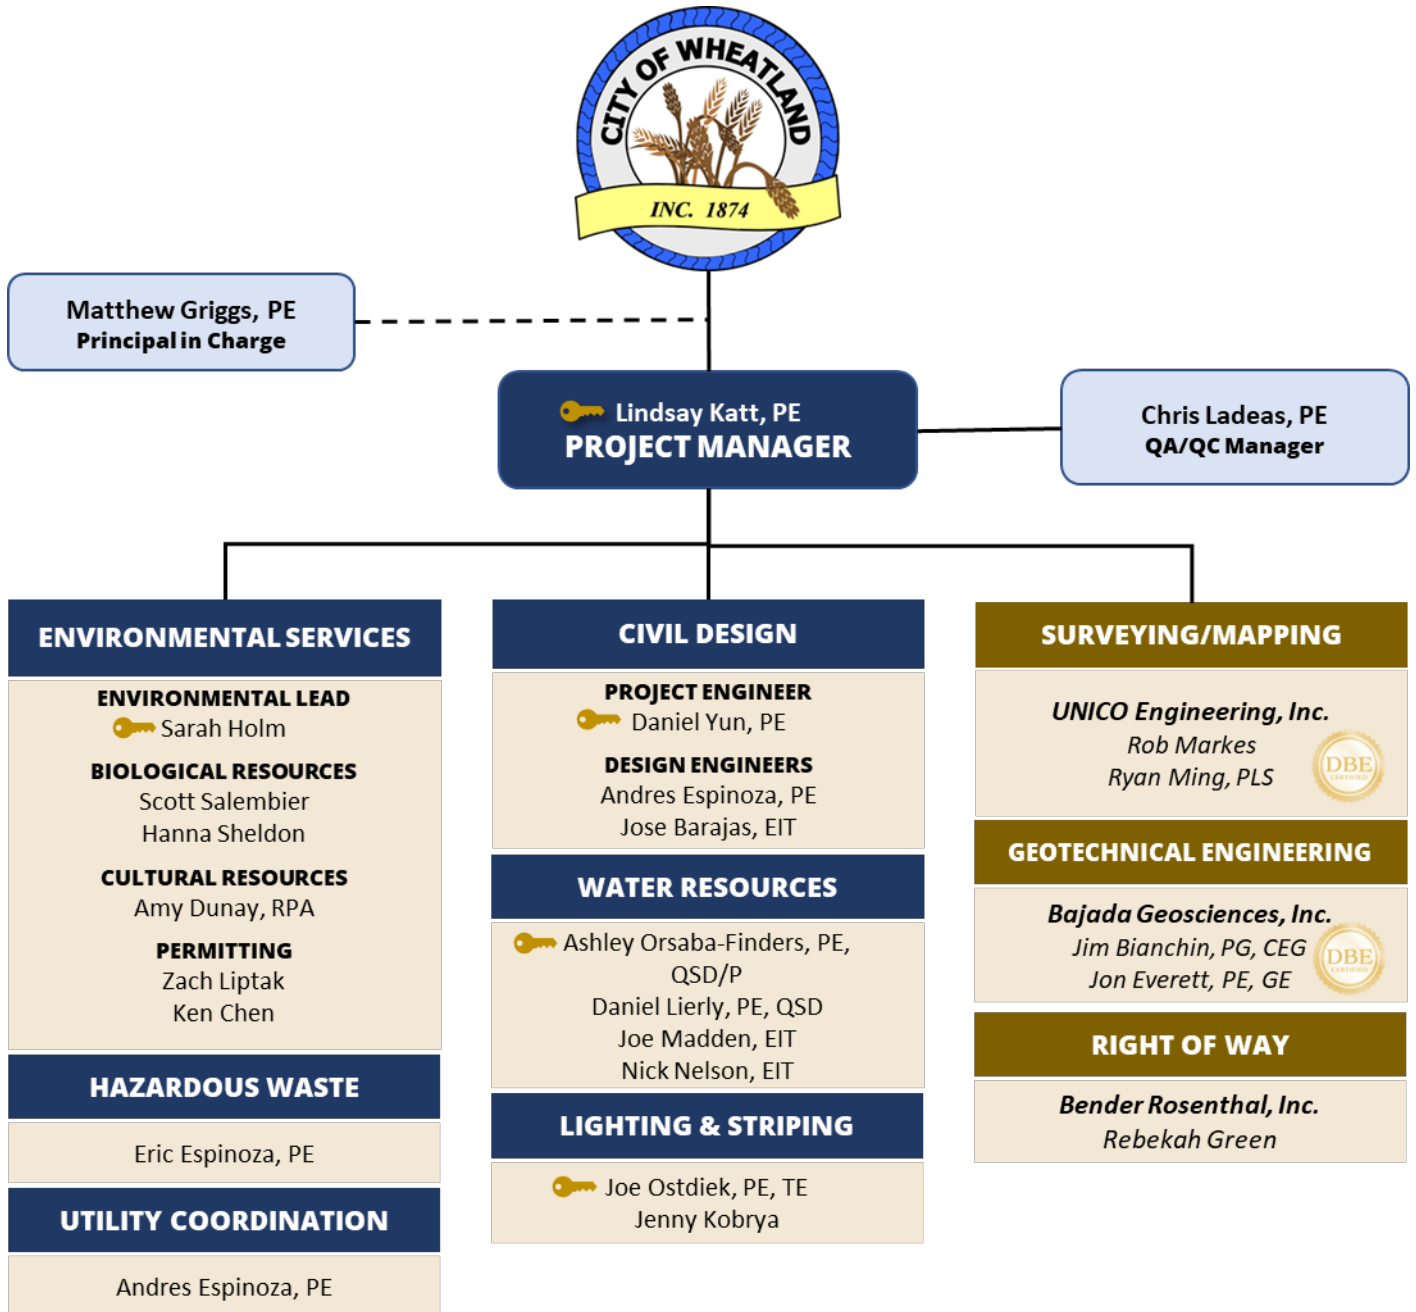 CITY OF WHEATLAND
INC. 1874
Matthew Griggs, PE
Principal in Charge
Lindsay Katt, PE
PROJECT MANAGER
Chris Ladeas, PE
QA/QC Manager
ENVIRONMENTAL SERVICES
ENVIRONMENTAL LEAD
Sarah Holm
BIOLOGICAL RESOURCES
Scott Salembier
Hanna Sheldon
CULTURAL RESOURCES
Amy Dunay, RPA
PERMITTING
Zach Liptak
Ken Chen
HAZARDOUS WASTE
Eric Espinoza, PE
UTILITY COORDINATION
Andres Espinoza, PE
CIVIL DESIGN
PROJECT ENGINEER
Daniel Yun, PE
DESIGN ENGINEERS
Andres Espinoza, PE
Jose Barajas, EIT
WATER RESOURCES
Ashley Orsaba-Finders, PE,
QSD/P
Daniel Lierly, PE, QSD
Joe Madden, EIT
Nick Nelson, EIT
LIGHTING & STRIPING
Joe Ostdiek, PE, TE
Jenny Kobrya
SURVEYING/MAPPING
UNICO Engineering, Inc.
Rob Markes
Ryan Ming, PLS
DBE
CERTIFIED
GEOTECHNICAL ENGINEERING
Bajada Geosciences, Inc.
Jim Bianchin, PG, CEG
Jon Everett, PE, GE
DBE
CERTIFIED
RIGHT OF WAY
Bender Rosenthal, Inc.
Rebekah Green